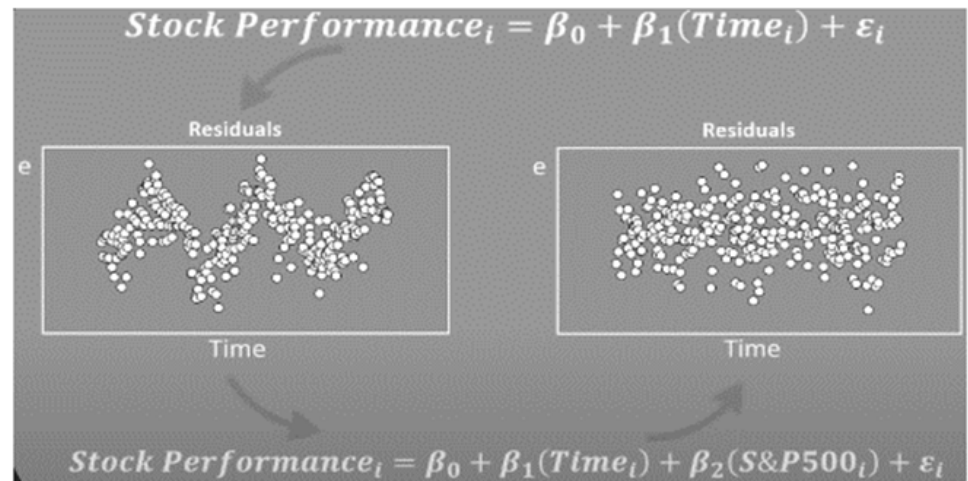 Stock Performanceᵢ = β₀ + β₁(Timeᵢ) + εᵢ
Residuals
e
Time
Residuals
e
Time
Stock Performanceᵢ = β₀ + β₁(Timeᵢ) + β₂(S&P500ᵢ) + εᵢ